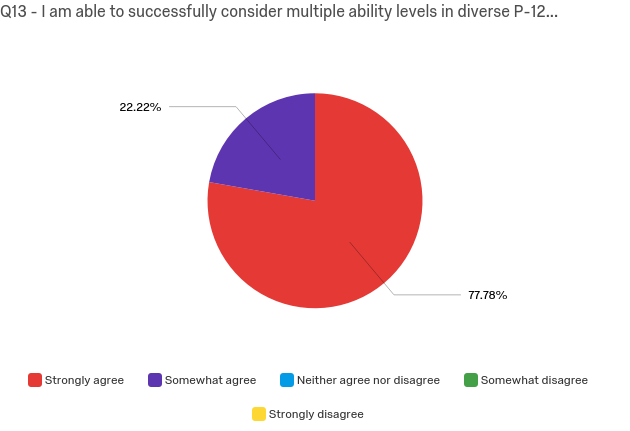 Q13 - I am able to successfully consider multiple ability levels in diverse P-12...
22.22%
77.78%
Strongly agree
Somewhat agree
Neither agree nor disagree
Somewhat disagree
Strongly disagree